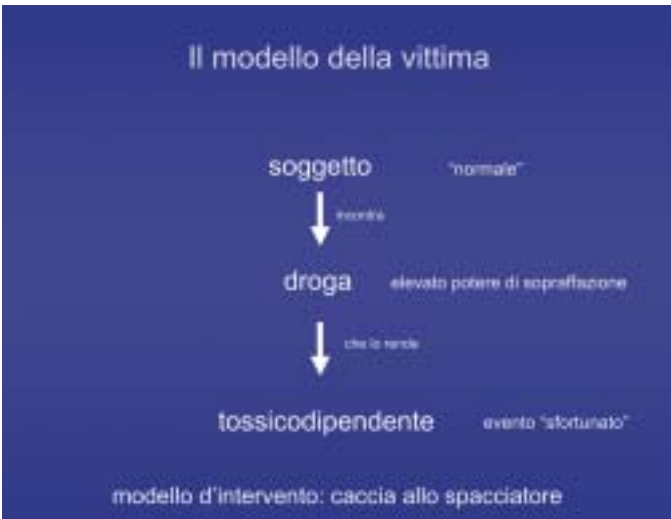 Il modello della vittima
soggetto "normale"
incontra
droga elevato potere di sopraffazione
che lo rende
tossicodipendente evento "sfortunato"
modello d'intervento: caccia allo spacciatore